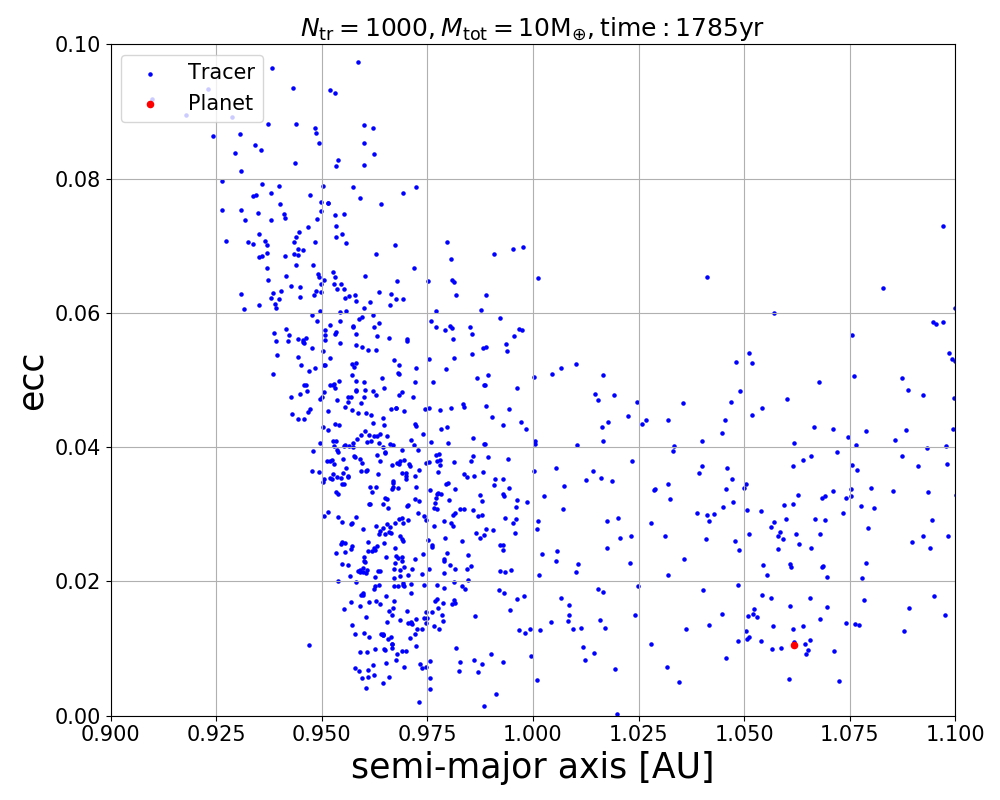 N_tr = 1000, M_tot = 10M_⊕, time : 1785yr
Tracer
Planet
ecc
0.10
0.08
0.06
0.04
0.02
0.00
0.900 0.925 0.950 0.975 1.000 1.025 1.050 1.075 1.100
semi-major axis [AU]